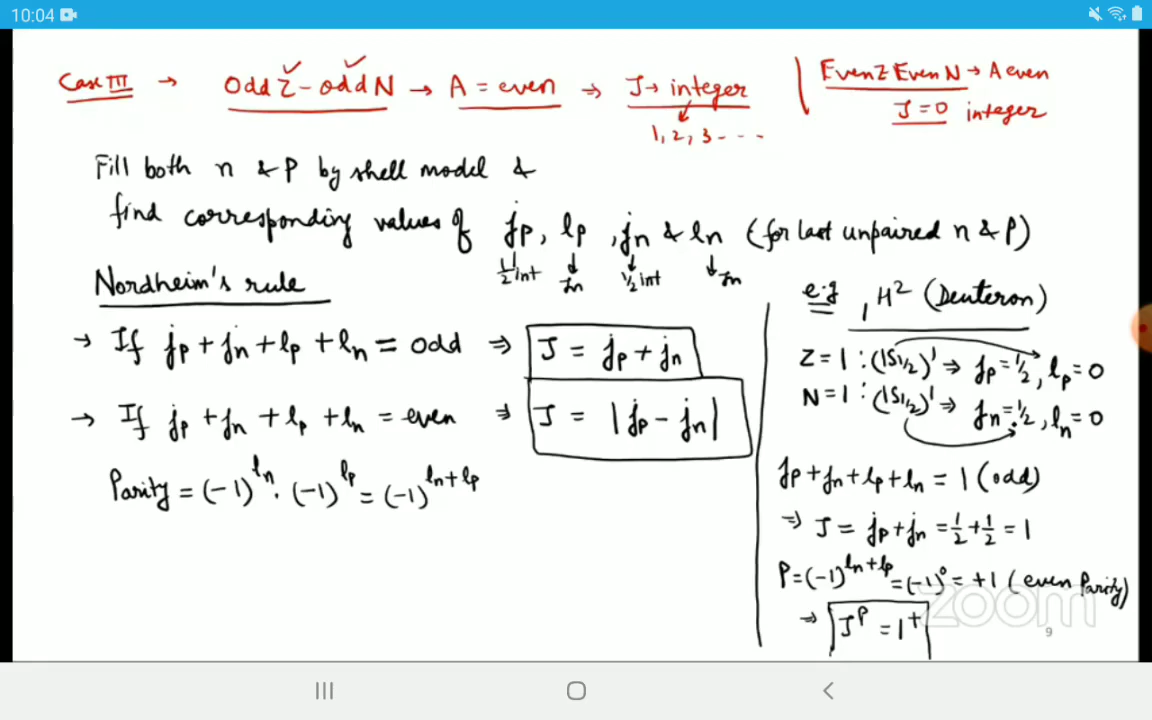 10:04
Case III → Odd Z - odd N → A = even ⇒ J → integer
1, 2, 3 - - - -
Even Z Even N → A even
J = 0 integer
Fill both n & P by shell model &
find corresponding values of jp, lp, jn & ln (for last unpaired n & P)
1/2 int In 1/2 int In
Nordheim's rule
→ If jp + jn + lp + ln = odd ⇒ J = jp + jn
→ If jp + jn + lp + ln = even ⇒ J = |jp - jn|
Parity = (-1)^ln . (-1)^lp = (-1)^(ln + lp)
e.g ₁H² (Deuteron)
Z = 1 : (1S1/2)¹ ⇒ jp = 1/2, lp = 0
N = 1 : (1S1/2)¹ ⇒ jn = 1/2, ln = 0
jp + jn + lp + ln = 1 (odd)
⇒ J = jp + jn = 1/2 + 1/2 = 1
P = (-1)^(ln + lp) = (-1)⁰ = +1 (even Parity)
⇒ J^P = 1⁺
zoom
9